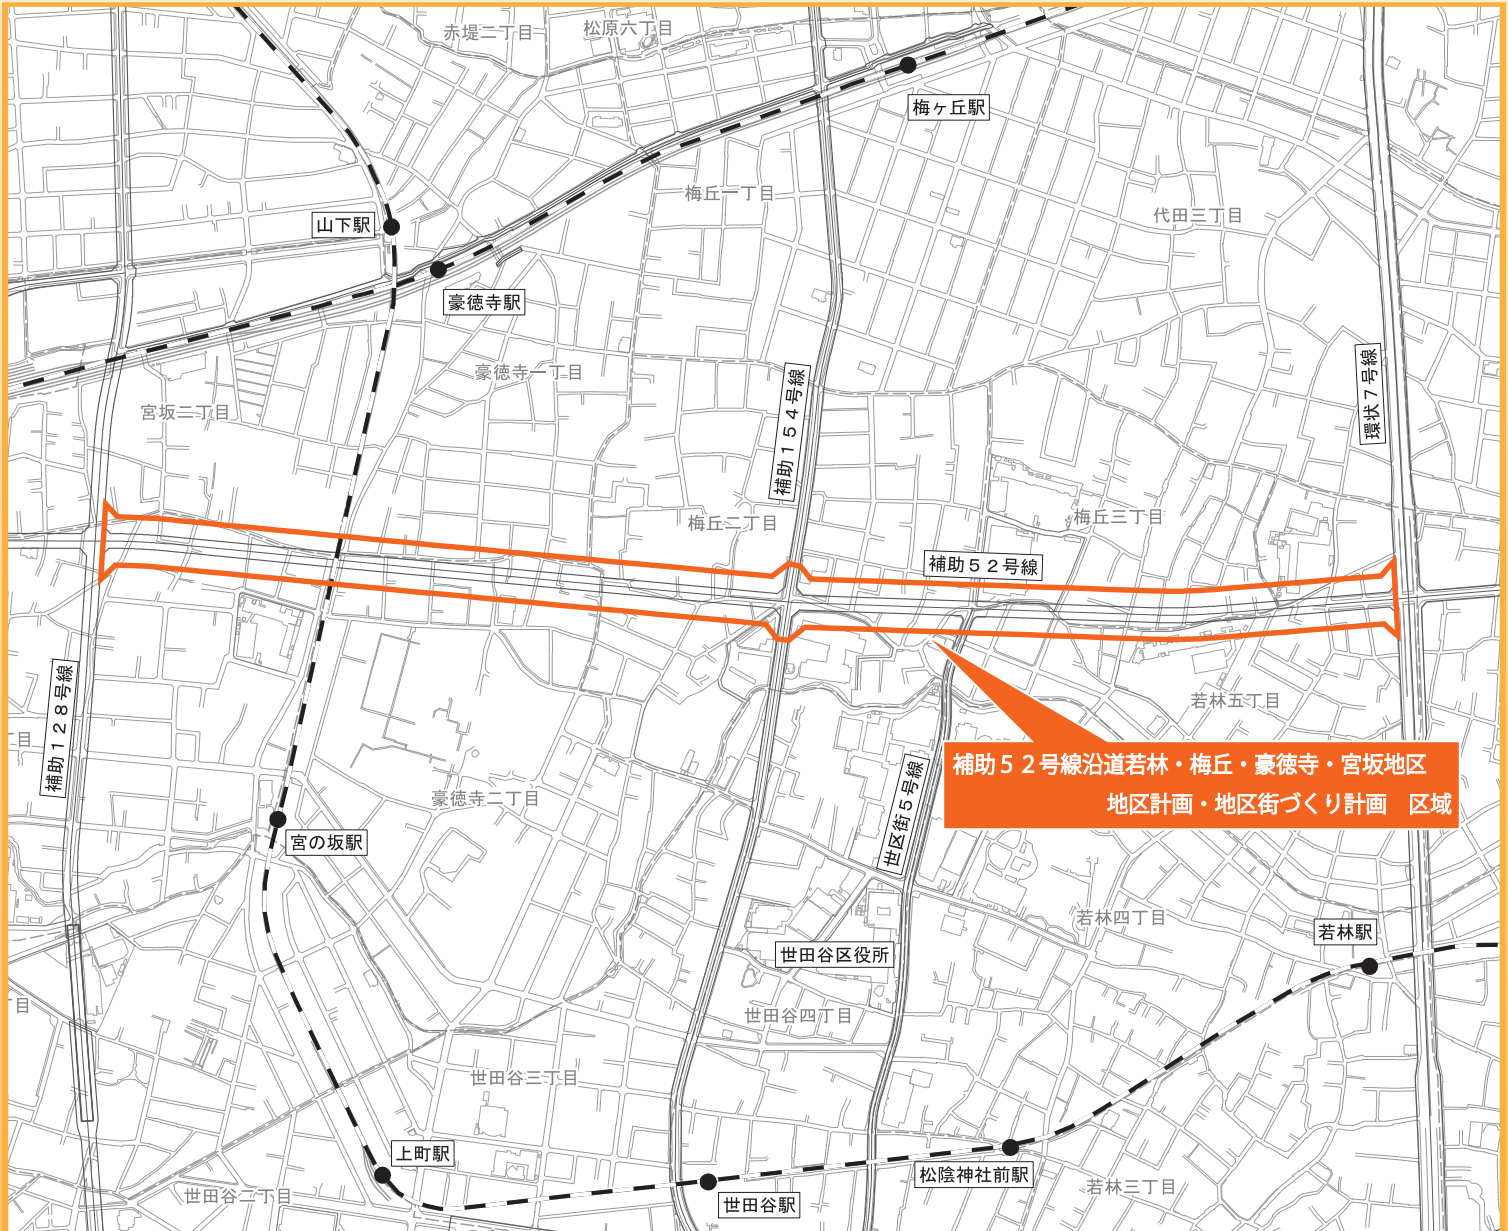 赤堤二丁目
松原六丁目
梅ヶ丘駅
梅丘一丁目
代田三丁目
山下駅
豪徳寺駅
豪徳寺一丁目
宮坂二丁目
補助154号線
環状7号線
梅丘二丁目
梅丘三丁目
補助52号線
補助128号線
若林五丁目
丁目
補助52号線沿道若林・梅丘・豪徳寺・宮坂地区
地区計画・地区街づくり計画　区域
世区街5号線
豪徳寺二丁目
宮の坂駅
若林四丁目
若林駅
世田谷区役所
目
世田谷四丁目
世田谷三丁目
上町駅
松陰神社前駅
若林三丁目
世田谷二丁目
世田谷駅